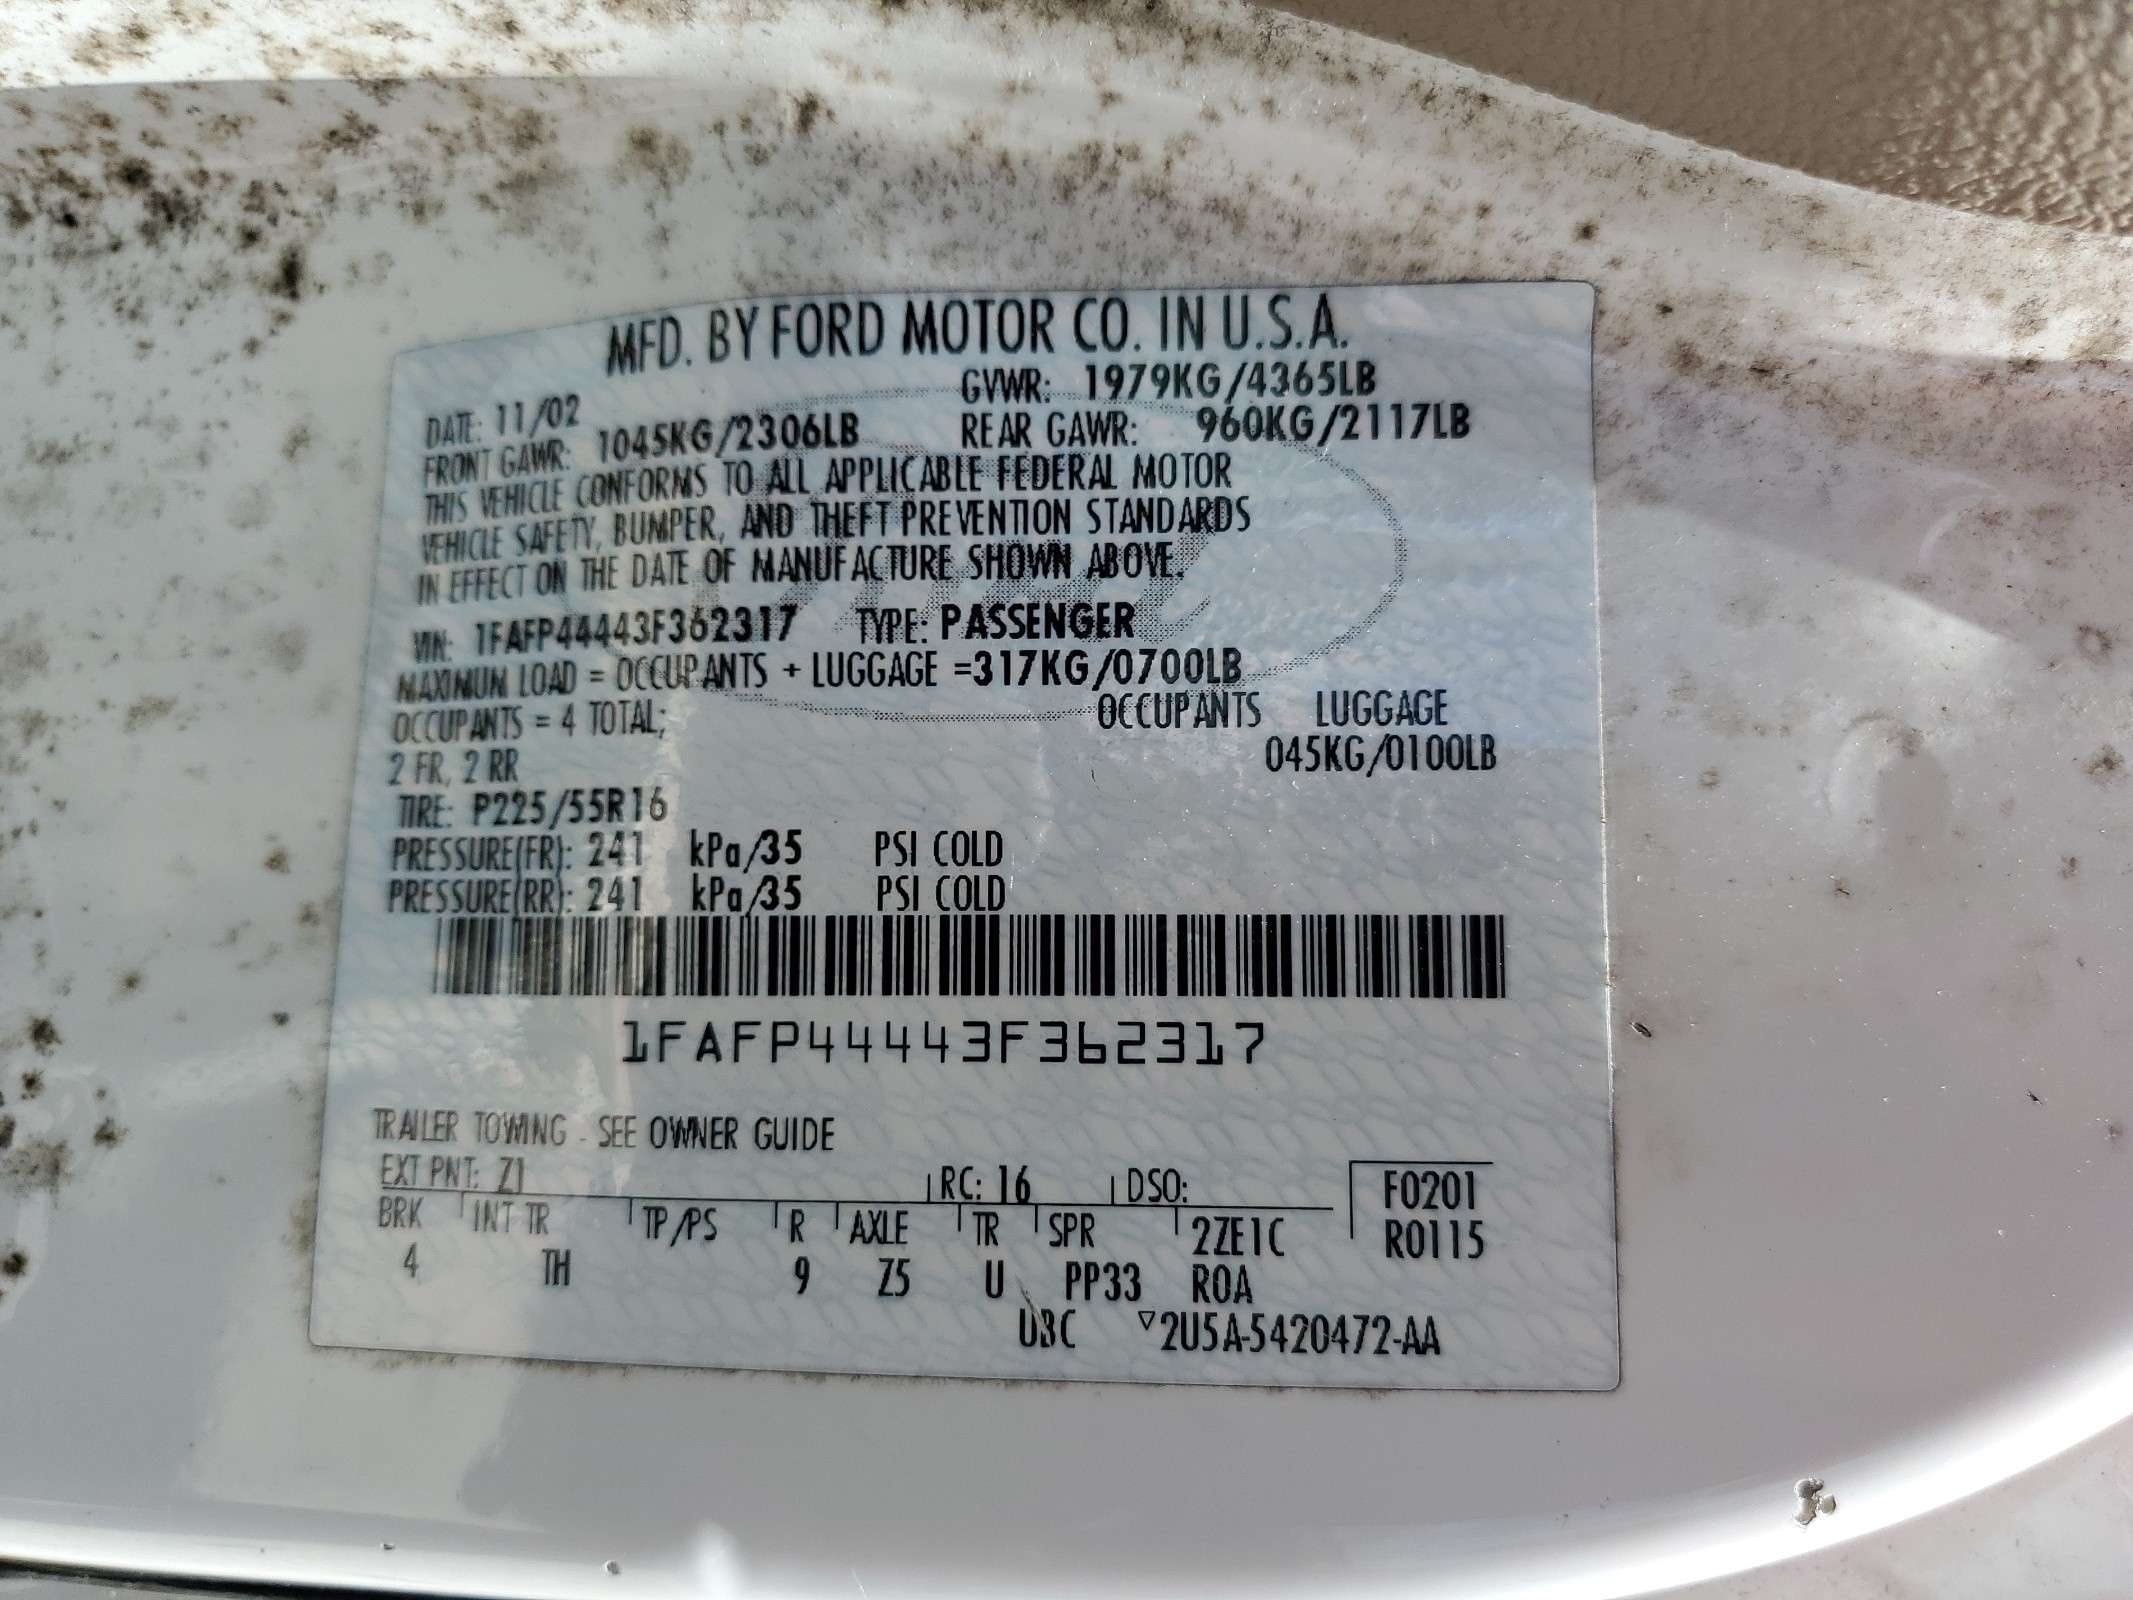 MFD. BY FORD MOTOR CO. IN U.S.A.
DATE: 11/02 GVWR: 1979KG/4365LB
FRONT GAWR: 1045KG/2306LB REAR GAWR: 960KG/2117LB
THIS VEHICLE CONFORMS TO ALL APPLICABLE FEDERAL MOTOR
VEHICLE SAFETY, BUMPER, AND THEFT PREVENTION STANDARDS
IN EFFECT ON THE DATE OF MANUFACTURE SHOWN ABOVE.
VIN: 1FAFP44443F362317 TYPE: PASSENGER
MAXIMUM LOAD = OCCUPANTS + LUGGAGE =317KG/0700LB
OCCUPANTS = 4 TOTAL; OCCUPANTS LUGGAGE
2 FR, 2 RR 045KG/0100LB
TIRE: P225/55R16
PRESSURE(FR): 241 kPa/35 PSI COLD
PRESSURE(RR): 241 kPa/35 PSI COLD
1FAFP44443F362317
TRAILER TOWING - SEE OWNER GUIDE
EXT PNT: Z1 RC: 16 DSO: F0201
BRK INT TR TP/PS R AXLE TR SPR 2ZE1C R0115
4 TH 9 Z5 U PP33 ROA
UBC ▽2U5A-5420472-AA